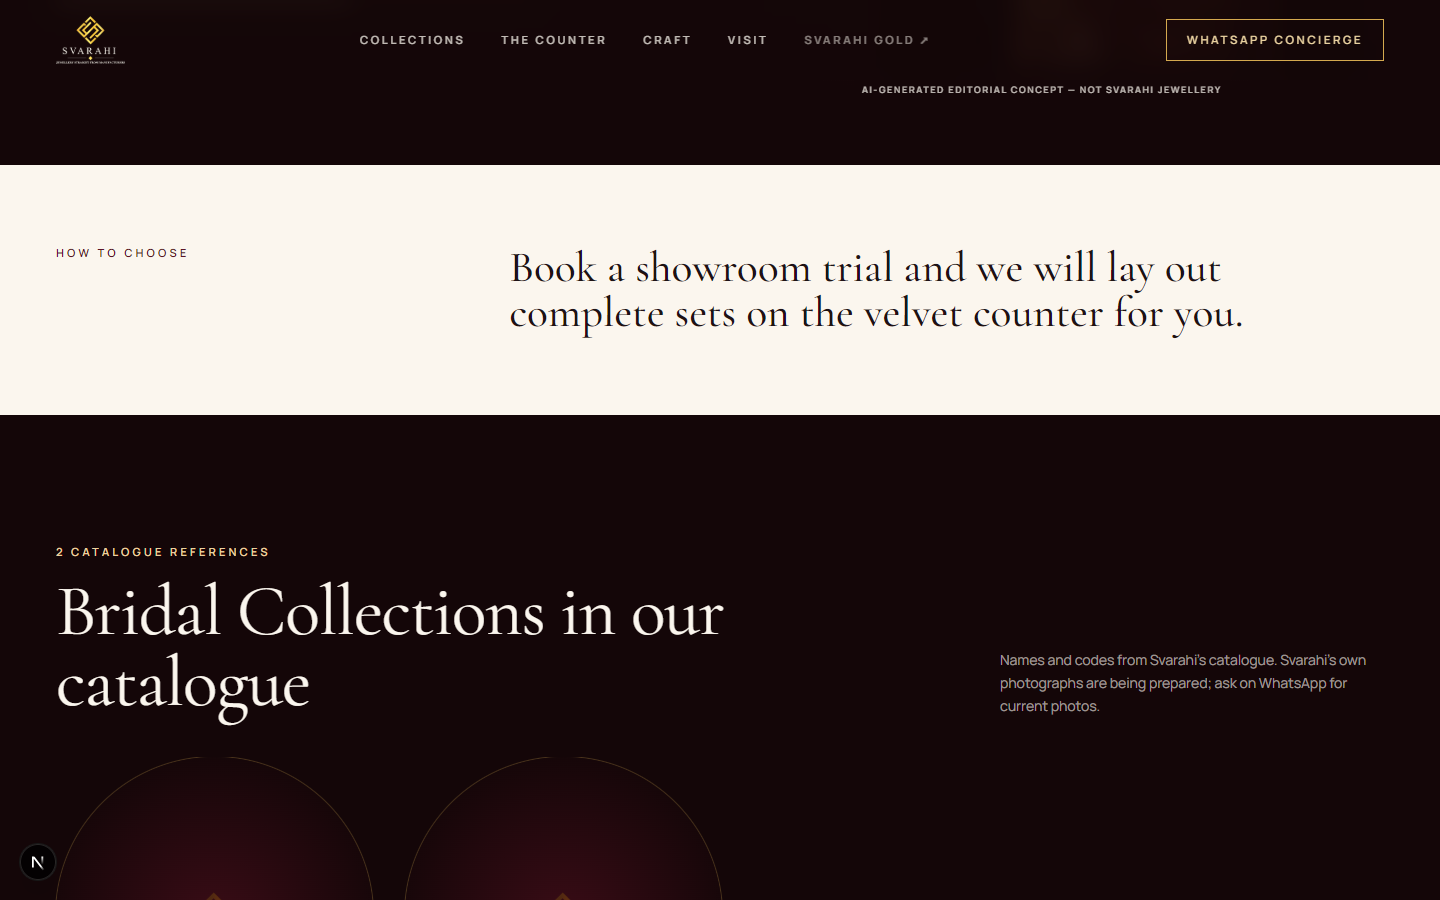 SVARAHI
COLLECTIONS
THE COUNTER
CRAFT
VISIT
SVARAHI GOLD ↗
WHATSAPP CONCIERGE
AI-GENERATED EDITORIAL CONCEPT — NOT SVARAHI JEWELLERY
HOW TO CHOOSE
Book a showroom trial and we will lay out
complete sets on the velvet counter for you.
2 CATALOGUE REFERENCES
Bridal Collections in our
catalogue
Names and codes from Svarahi's catalogue. Svarahi's own
photographs are being prepared; ask on WhatsApp for
current photos.
N